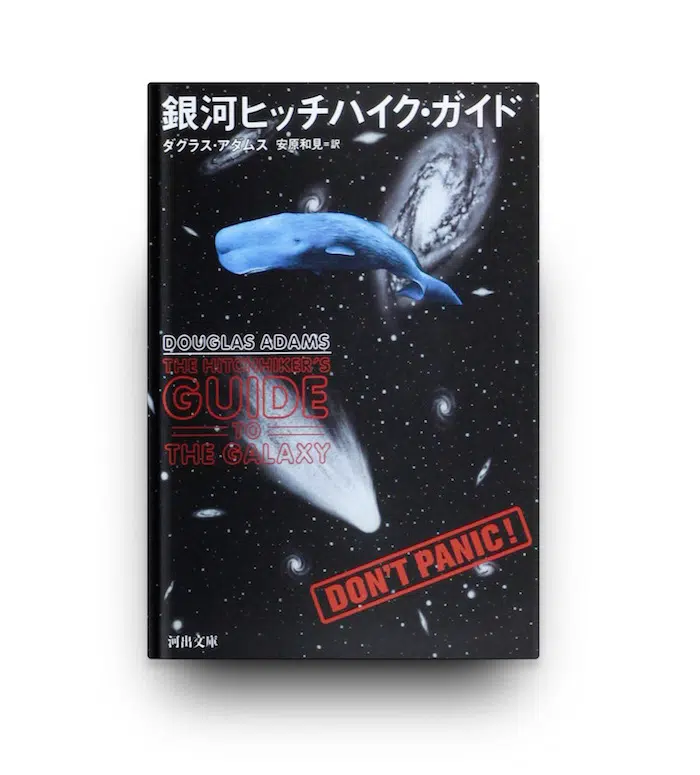 銀河ヒッチハイク・ガイド
ダグラス・アダムス 安原和見=訳
DOUGLAS ADAMS
THE HITCHHIKER'S
GUIDE
TO
THE GALAXY
DON'T PANIC!
河出文庫